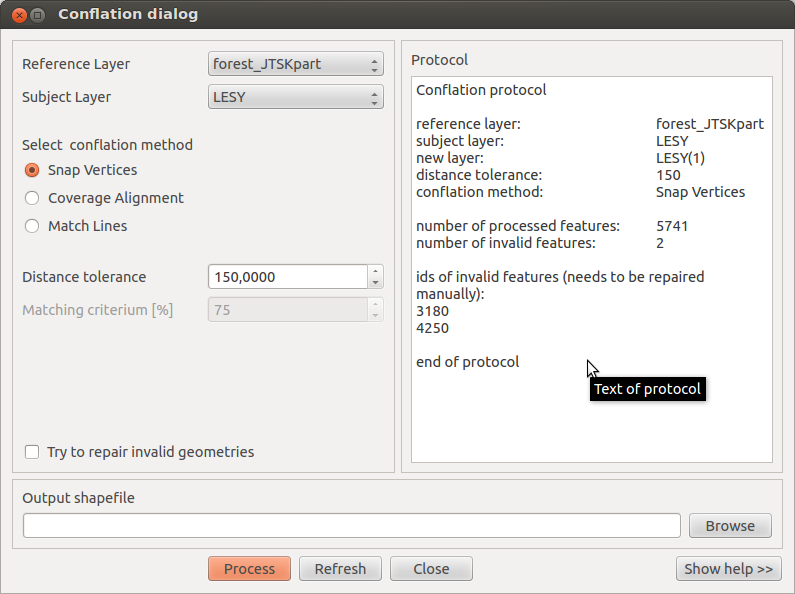 Conflation dialog
Reference Layer
forest_JTSKpart
Subject Layer
LESY
Select conflation method
Snap Vertices
Coverage Alignment
Match Lines
Distance tolerance
150,0000
Matching criterium [%]
75
Try to repair invalid geometries
Protocol
Conflation protocol
reference layer: forest_JTSKpart
subject layer: LESY
new layer: LESY(1)
distance tolerance: 150
conflation method: Snap Vertices
number of processed features: 5741
number of invalid features: 2
ids of invalid features (needs to be repaired
manually):
3180
4250
end of protocol
Text of protocol
Output shapefile
Browse
Process
Refresh
Close
Show help >>